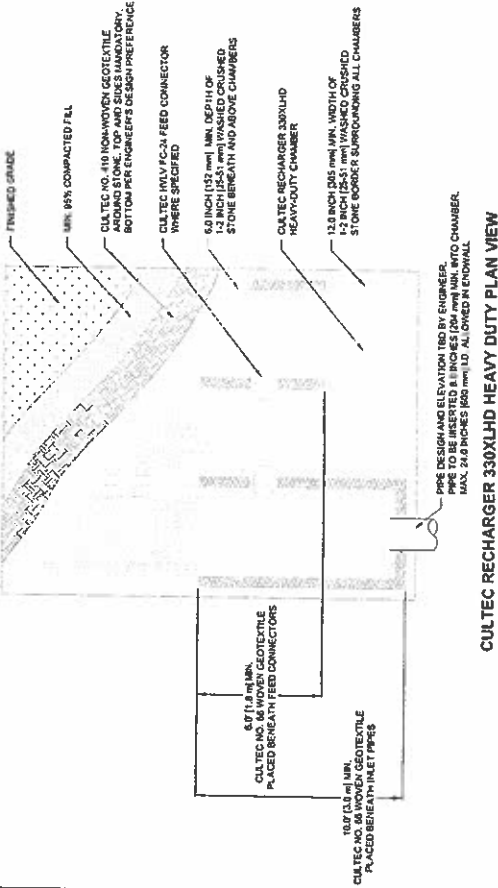 FINISHED GRADE
MIN. 95% COMPACTED FILL
CULTEC NO. 410 NON-WOVEN GEOTEXTILE
AROUND STONE. TOP AND SIDES MANDATORY,
BOTTOM PER ENGINEER'S DESIGN PREFERENCE
CULTEC HVLV FC-24 FEED CONNECTOR
WHERE SPECIFIED
6.0 INCH [152 mm] MIN. DEPTH OF
1-2 INCH [25-51 mm] WASHED CRUSHED
STONE BENEATH AND ABOVE CHAMBERS
CULTEC RECHARGER 330XLHD
HEAVY-DUTY CHAMBER
12.0 INCH [305 mm] MIN. WIDTH OF
1-2 INCH [25-51 mm] WASHED CRUSHED
STONE BORDER SURROUNDING ALL CHAMBERS
PIPE DESIGN AND ELEVATION TBD BY ENGINEER.
PIPE TO BE INSERTED 8.0 INCHES [204 mm] MIN. INTO CHAMBER.
MAX. 24.0 INCHES [600 mm] I.D. ALLOWED IN ENDWALL
6.0' [1.8 m] MIN.
CULTEC NO. 66 WOVEN GEOTEXTILE
PLACED BENEATH FEED CONNECTORS
10.0' [3.0 m] MIN.
CULTEC NO. 66 WOVEN GEOTEXTILE
PLACED BENEATH INLET PIPES
CULTEC RECHARGER 330XLHD HEAVY DUTY PLAN VIEW